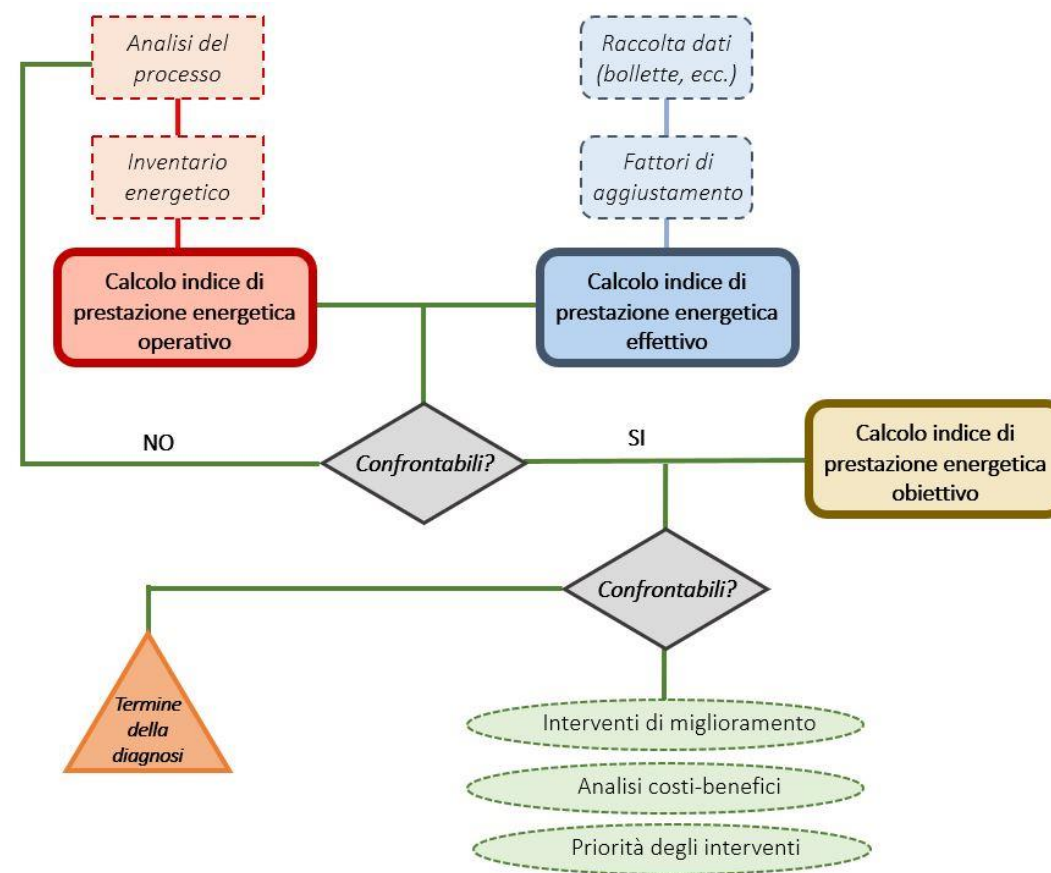 Analisi del
processo
Raccolta dati
(bollette, ecc.)
Inventario
energetico
Fattori di
aggiustamento
Calcolo indice di
prestazione energetica
operativo
Calcolo indice di
prestazione energetica
effettivo
NO
Confrontabili?
SI
Calcolo indice di
prestazione energetica
obiettivo
Confrontabili?
Termine
della
diagnosi
Interventi di miglioramento
Analisi costi-benefici
Priorità degli interventi